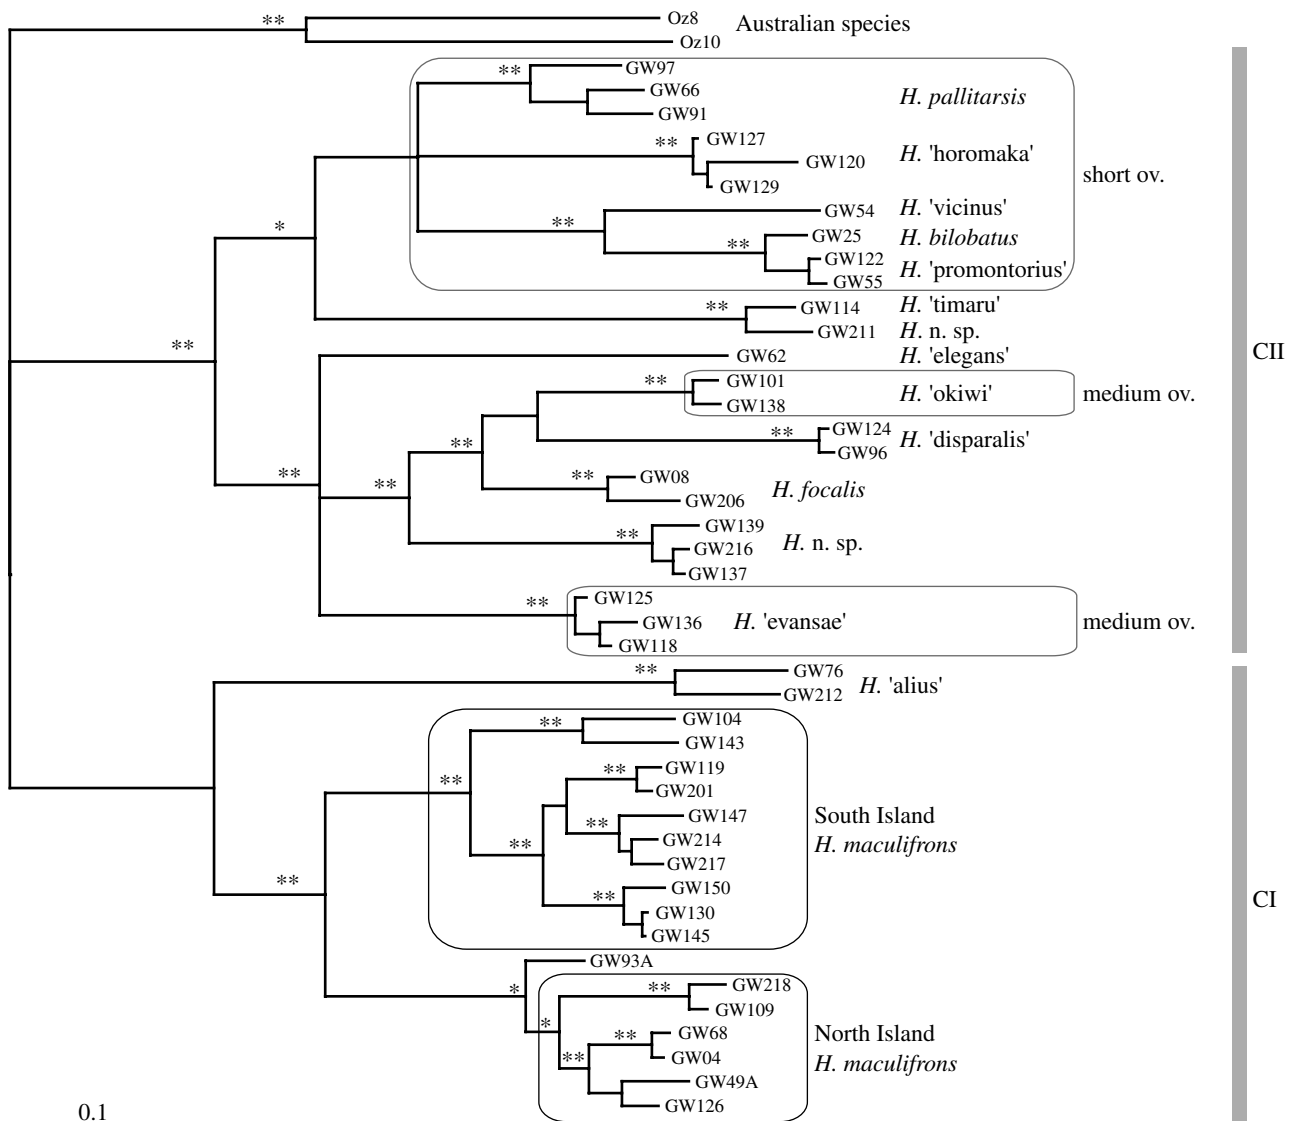 ** Oz8 Australian species
Oz10
** GW97
GW66 H. pallitarsis
GW91
** GW127
GW120 H. 'horomaka'
GW129
short ov.
** GW54 H. 'vicinus'
** GW25 H. bilobatus
GW122 H. 'promontorius'
GW55
*
** GW114 H. 'timaru'
GW211 H. n. sp.
**
GW62 H. 'elegans'
CII
** GW101 H. 'okiwi' medium ov.
GW138
** GW124 H. 'disparalis'
GW96
**
** GW08 H. focalis
GW206
**
**
** GW139
GW216 H. n. sp.
GW137
** GW125
GW136 H. 'evansae' medium ov.
GW118
** GW76 H. 'alius'
GW212
** GW104
GW143
** GW119
GW201
**
** GW147 South Island
GW214 H. maculifrons
GW217
**
** GW150
GW130
GW145
**
CI
GW93A
*
** GW218
GW109
*
** GW68 North Island
GW04 H. maculifrons
**
GW49A
GW126
0.1